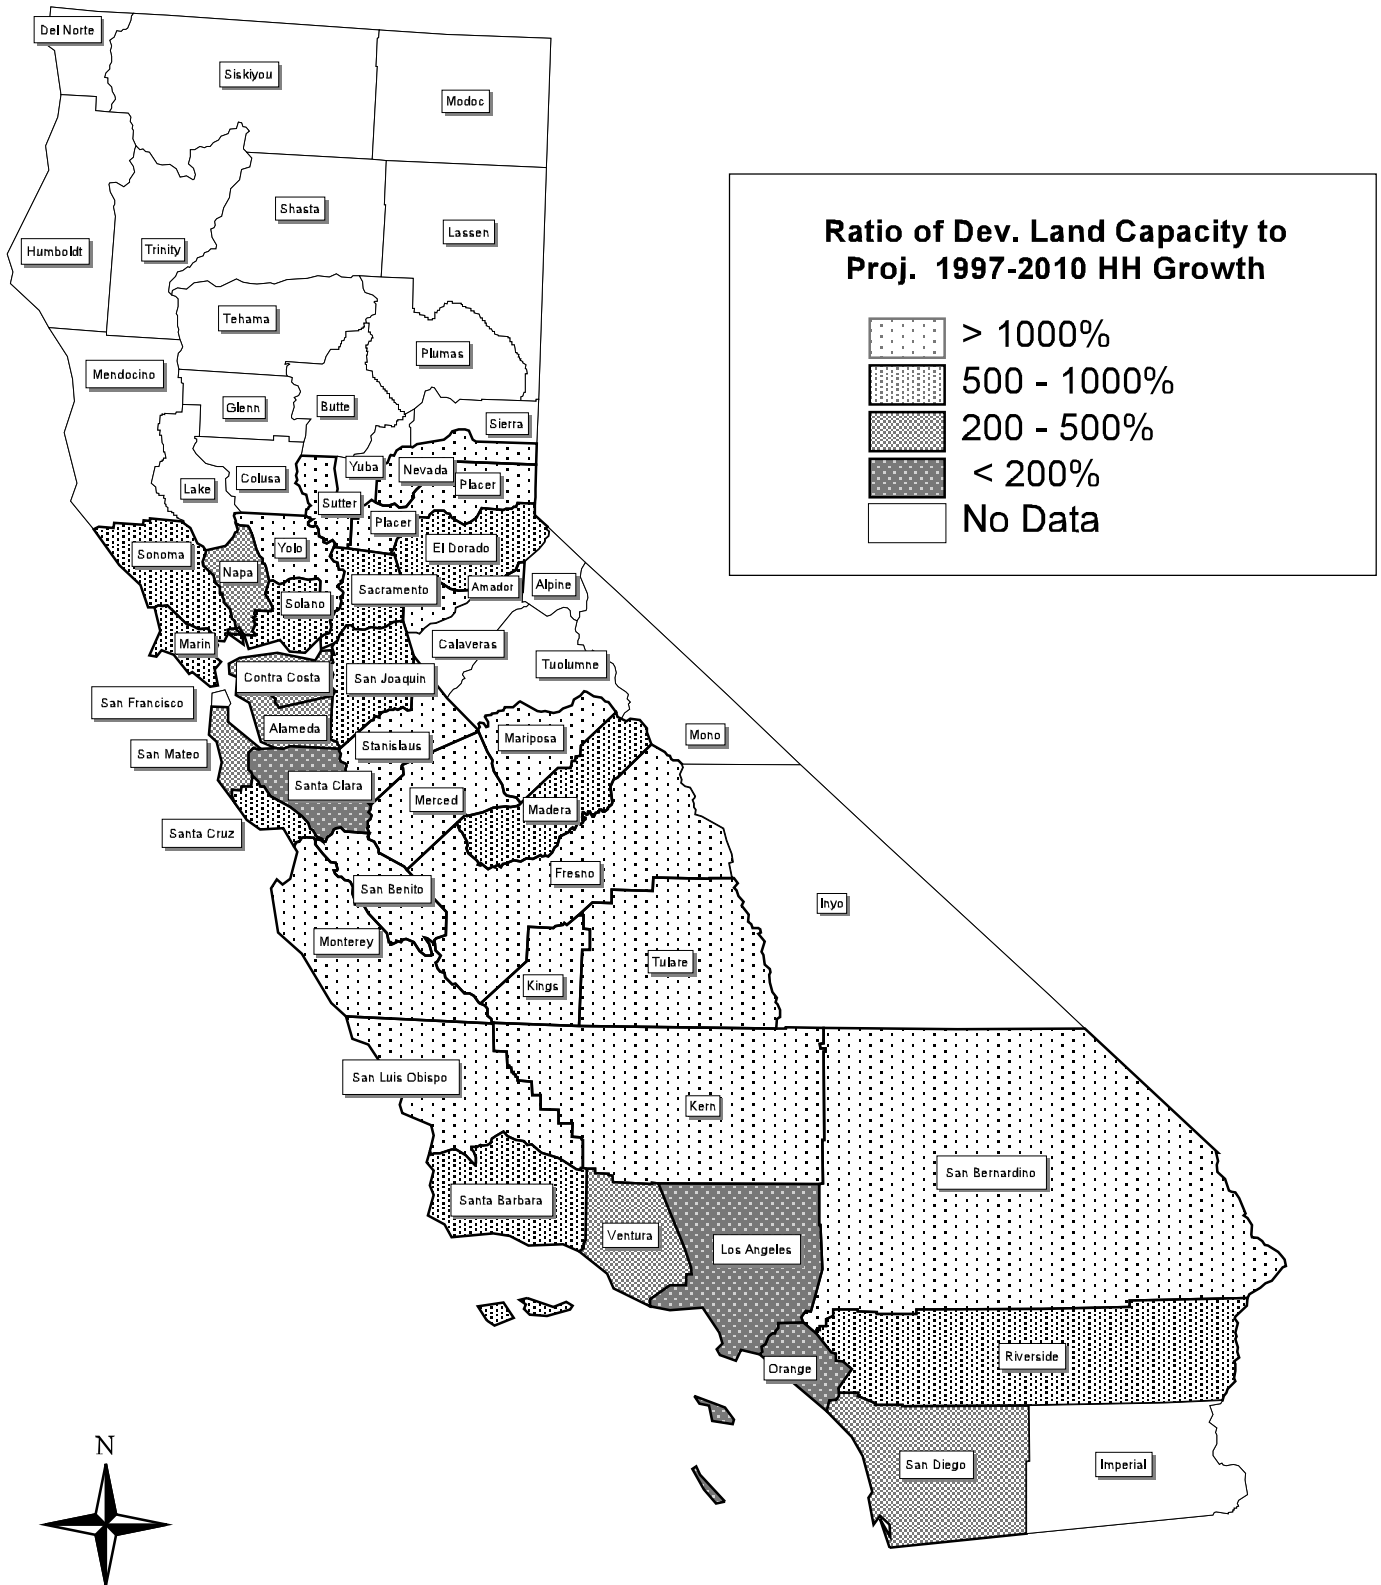 Del Norte
Siskiyou
Modoc
Humboldt
Trinity
Shasta
Lassen
Ratio of Dev. Land Capacity to
Proj. 1997-2010 HH Growth
> 1000%
500 - 1000%
200 - 500%
< 200%
No Data
Tehama
Plumas
Mendocino
Glenn
Butte
Sierra
Lake
Colusa
Yuba
Nevada
Placer
Sutter
Placer
Sonoma
Yolo
El Dorado
Napa
Solano
Sacramento
Amador
Alpine
Marin
Calaveras
Contra Costa
San Joaquin
Tuolumne
San Francisco
Alameda
Stanislaus
Mariposa
Mono
San Mateo
Santa Clara
Merced
Madera
Santa Cruz
Fresno
San Benito
Inyo
Monterey
Tulare
Kings
San Luis Obispo
Kern
San Bernardino
Santa Barbara
Ventura
Los Angeles
Orange
Riverside
San Diego
Imperial
N